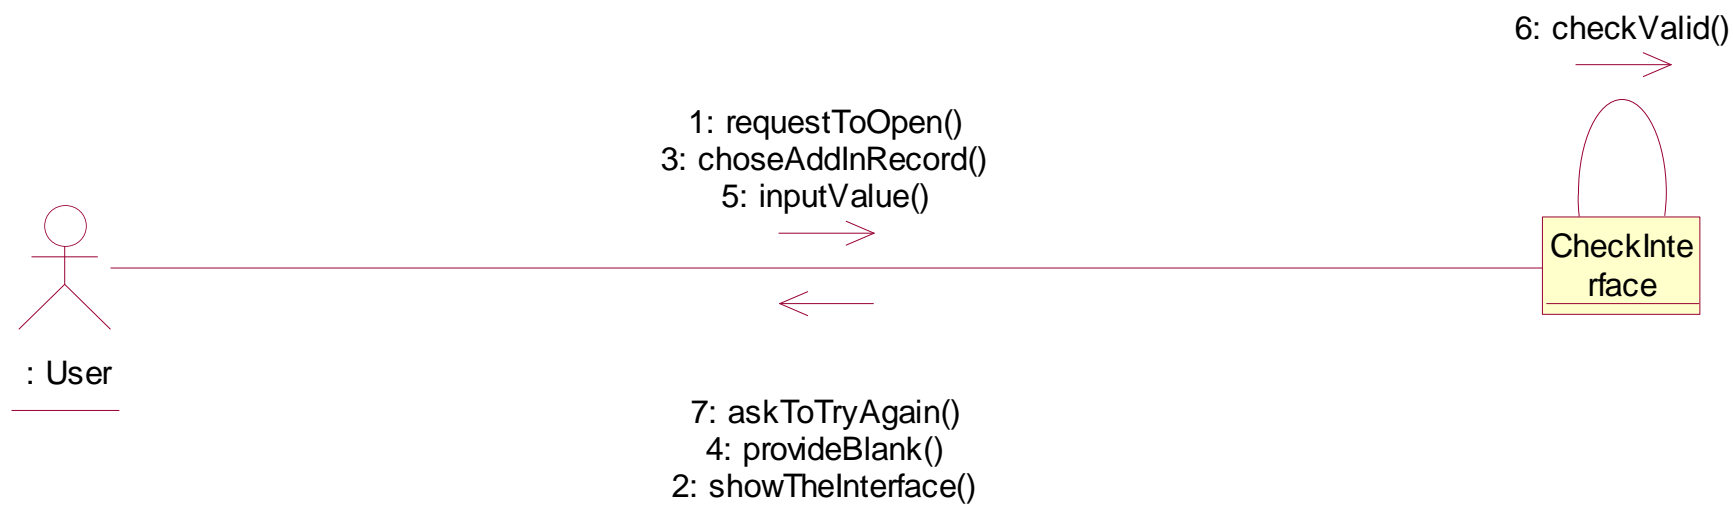 6: checkValid()
1: requestToOpen()
3: choseAddInRecord()
5: inputValue()
CheckInte
rface
: User
7: askToTryAgain()
4: provideBlank()
2: showTheInterface()